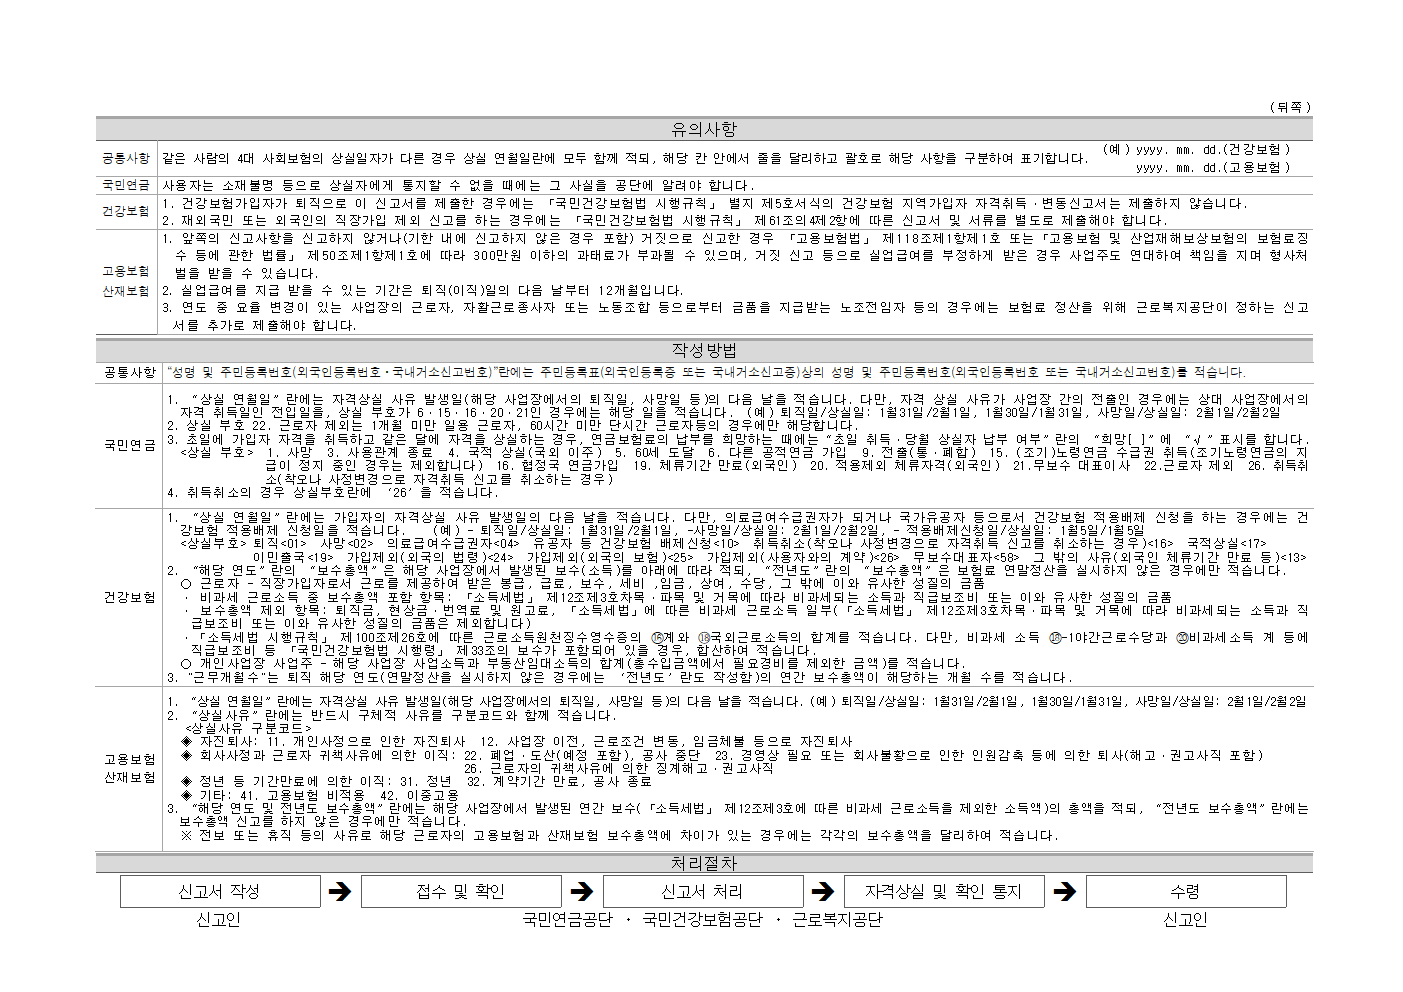 (뒤쪽)
유의사항
공통사항 같은 사람의 4대 사회보험의 상실일자가 다른 경우 상실 연월일란에 모두 함께 적되, 해당 칸 안에서 줄을 달리하고 괄호로 해당 사항을 구분하여 표기합니다. (예) yyyy. mm. dd.(건강보험)
yyyy. mm. dd.(고용보험)
국민연금 사용자는 소재불명 등으로 상실자에게 통지할 수 없을 때에는 그 사실을 공단에 알려야 합니다.
건강보험
1. 건강보험가입자가 퇴직으로 이 신고서를 제출한 경우에는 「국민건강보험법 시행규칙」 별지 제5호서식의 건강보험 지역가입자 자격취득·변동신고서는 제출하지 않습니다.
2. 재외국민 또는 외국인의 직장가입 제외 신고를 하는 경우에는 「국민건강보험법 시행규칙」 제61조의4제2항에 따른 신고서 및 서류를 별도로 제출해야 합니다.
고용보험
산재보험
1. 앞쪽의 신고사항을 신고하지 않거나(기한 내에 신고하지 않은 경우 포함) 거짓으로 신고한 경우 「고용보험법」 제118조제1항제1호 또는「고용보험 및 산업재해보상보험의 보험료징
수 등에 관한 법률」 제50조제1항제1호에 따라 300만원 이하의 과태료가 부과될 수 있으며, 거짓 신고 등으로 실업급여를 부정하게 받은 경우 사업주도 연대하여 책임을 지며 형사처
벌을 받을 수 있습니다.
2. 실업급여를 지급 받을 수 있는 기간은 퇴직(이직)일의 다음 날부터 12개월입니다.
3. 연도 중 요율 변경이 있는 사업장의 근로자, 자활근로종사자 또는 노동조합 등으로부터 금품을 지급받는 노조전임자 등의 경우에는 보험료 정산을 위해 근로복지공단이 정하는 신고
서를 추가로 제출해야 합니다.
작성방법
공통사항 “성명 및 주민등록번호(외국인등록번호·국내거소신고번호)”란에는 주민등록표(외국인등록증 또는 국내거소신고증)상의 성명 및 주민등록번호(외국인등록번호 또는 국내거소신고번호)를 적습니다.
국민연금
1. “상실 연월일”란에는 자격상실 사유 발생일(해당 사업장에서의 퇴직일, 사망일 등)의 다음 날을 적습니다. 다만, 자격 상실 사유가 사업장 간의 전출인 경우에는 상대 사업장에서의
자격 취득일인 전입일을, 상실 부호가 6·15·16·20·21인 경우에는 해당 일을 적습니다. (예) 퇴직일/상실일: 1월31일/2월1일, 1월30일/1월31일, 사망일/상실일: 2월1일/2월2일
2. 상실 부호 22. 근로자 제외는 1개월 미만 일용 근로자, 60시간 미만 단시간 근로자등의 경우에만 해당합니다.
3. 초일에 가입자 자격을 취득하고 같은 달에 자격을 상실하는 경우, 연금보험료의 납부를 희망하는 때에는 “초일 취득·당월 상실자 납부 여부”란의 “희망[ ]”에 “√” 표시를 합니다.
<상실 부호> 1. 사망 3. 사용관계 종료 4. 국적 상실(국외 이주) 5. 60세 도달 6. 다른 공적연금 가입 9. 전출(통·폐합) 15. (조기)노령연금 수급권 취득(조기노령연금의 지
급이 정지 중인 경우는 제외합니다) 16. 협정국 연금가입 19. 체류기간 만료(외국인) 20. 적용제외 체류자격(외국인) 21.무보수 대표이사 22.근로자 제외 26. 취득취
소(착오나 사정변경으로 자격취득 신고를 취소하는 경우)
4. 취득취소의 경우 상실부호란에 ‘26’을 적습니다.
건강보험
1. “상실 연월일”란에는 가입자의 자격상실 사유 발생일의 다음 날을 적습니다. 다만, 의료급여수급권자가 되거나 국가유공자 등으로서 건강보험 적용배제 신청을 하는 경우에는 건
강보험 적용배제 신청일을 적습니다. (예) - 퇴직일/상실일: 1월31일/2월1일, -사망일/상실일: 2월1일/2월2일, - 적용배제신청일/상실일: 1월5일/1월5일
<상실부호> 퇴직<01> 사망<02> 의료급여수급권자<04> 유공자 등 건강보험 배제신청<10> 취득취소(착오나 사정변경으로 자격취득 신고를 취소하는 경우)<16> 국적상실<17>
이민출국<19> 가입제외(외국의 법령)<24> 가입제외(외국의 보험)<25> 가입제외(사용자와의 계약)<26> 무보수대표자<58> 그 밖의 사유(외국인 체류기간 만료 등)<13>
2. “해당 연도”란의 “보수총액”은 해당 사업장에서 발생된 보수(소득)를 아래에 따라 적되, “전년도”란의 “보수총액”은 보험료 연말정산을 실시하지 않은 경우에만 적습니다.
○ 근로자 - 직장가입자로서 근로를 제공하여 받은 봉급, 급료, 보수, 세비 ,임금, 상여, 수당, 그 밖에 이와 유사한 성질의 금품
· 비과세 근로소득 중 보수총액 포함 항목: 「소득세법」 제12조제3호차목·파목 및 거목에 따라 비과세되는 소득과 직급보조비 또는 이와 유사한 성질의 금품
· 보수총액 제외 항목: 퇴직금, 현상금·번역료 및 원고료, 「소득세법」에 따른 비과세 근로소득 일부(「소득세법」 제12조제3호차목·파목 및 거목에 따라 비과세되는 소득과 직
급보조비 또는 이와 유사한 성질의 금품은 제외합니다)
·「소득세법 시행규칙」 제100조제26호에 따른 근로소득원천징수영수증의 ⑯계와 ⑱국외근로소득의 합계를 적습니다. 다만, 비과세 소득 ⑱-1야간근로수당과 ⑳비과세소득 계 등에
직급보조비 등 「국민건강보험법 시행령」 제33조의 보수가 포함되어 있을 경우, 합산하여 적습니다.
○ 개인사업장 사업주 - 해당 사업장 사업소득과 부동산임대소득의 합계(총수입금액에서 필요경비를 제외한 금액)를 적습니다.
3. “근무개월수”는 퇴직 해당 연도(연말정산을 실시하지 않은 경우에는 ‘전년도’란도 작성함)의 연간 보수총액이 해당하는 개월 수를 적습니다.
고용보험
산재보험
1. “상실 연월일”란에는 자격상실 사유 발생일(해당 사업장에서의 퇴직일, 사망일 등)의 다음 날을 적습니다. (예) 퇴직일/상실일: 1월31일/2월1일, 1월30일/1월31일, 사망일/상실일: 2월1일/2월2일
2. “상실사유”란에는 반드시 구체적 사유를 구분코드와 함께 적습니다.
<상실사유 구분코드>
◈ 자진퇴사: 11. 개인사정으로 인한 자진퇴사 12. 사업장 이전, 근로조건 변동, 임금체불 등으로 자진퇴사
◈ 회사사정과 근로자 귀책사유에 의한 이직: 22. 폐업·도산(예정 포함), 공사 중단 23. 경영상 필요 또는 회사불황으로 인한 인원감축 등에 의한 퇴사(해고·권고사직 포함)
26. 근로자의 귀책사유에 의한 징계해고·권고사직
◈ 정년 등 기간만료에 의한 이직: 31. 정년 32. 계약기간 만료, 공사 종료
◈ 기타: 41. 고용보험 비적용 42. 이중고용
3. “해당 연도 및 전년도 보수총액”란에는 해당 사업장에서 발생된 연간 보수(「소득세법」 제12조제3호에 따른 비과세 근로소득을 제외한 소득액)의 총액을 적되, “전년도 보수총액”란에는
보수총액 신고를 하지 않은 경우에만 적습니다.
※ 전보 또는 휴직 등의 사유로 해당 근로자의 고용보험과 산재보험 보수총액에 차이가 있는 경우에는 각각의 보수총액을 달리하여 적습니다.
처리절차
신고서 작성 ➔ 접수 및 확인 ➔ 신고서 처리 ➔ 자격상실 및 확인 통지 ➔ 수령
신고인 국민연금공단 · 국민건강보험공단 · 근로복지공단 신고인